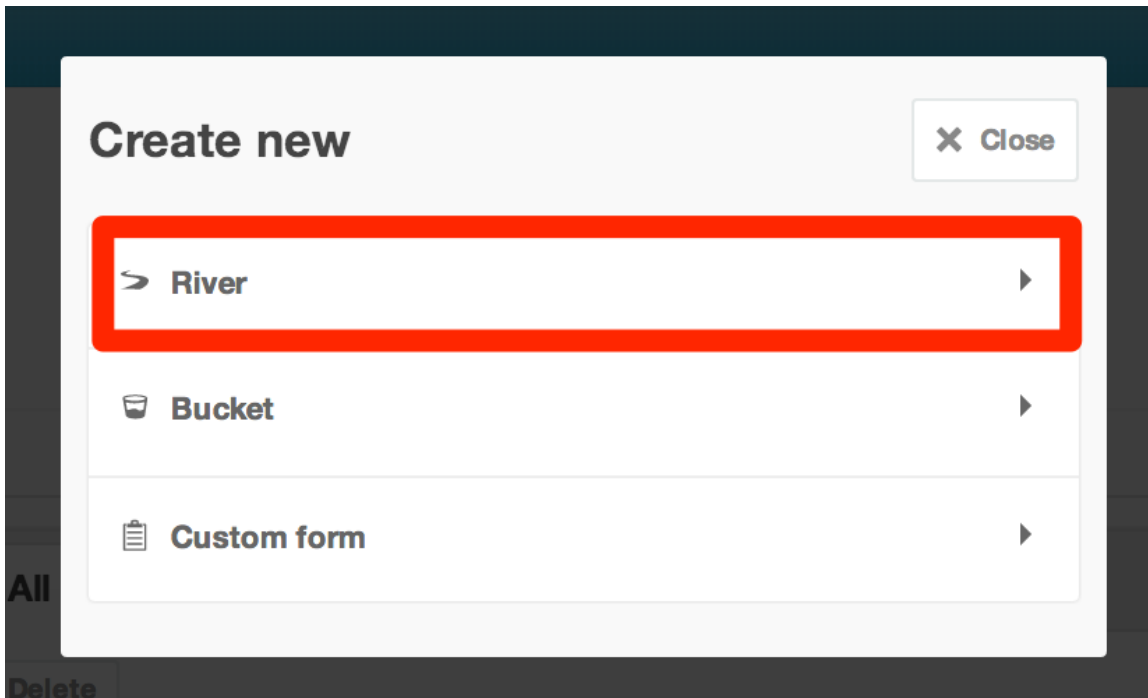 Create new
Close
River
Bucket
Custom form
All
Delete